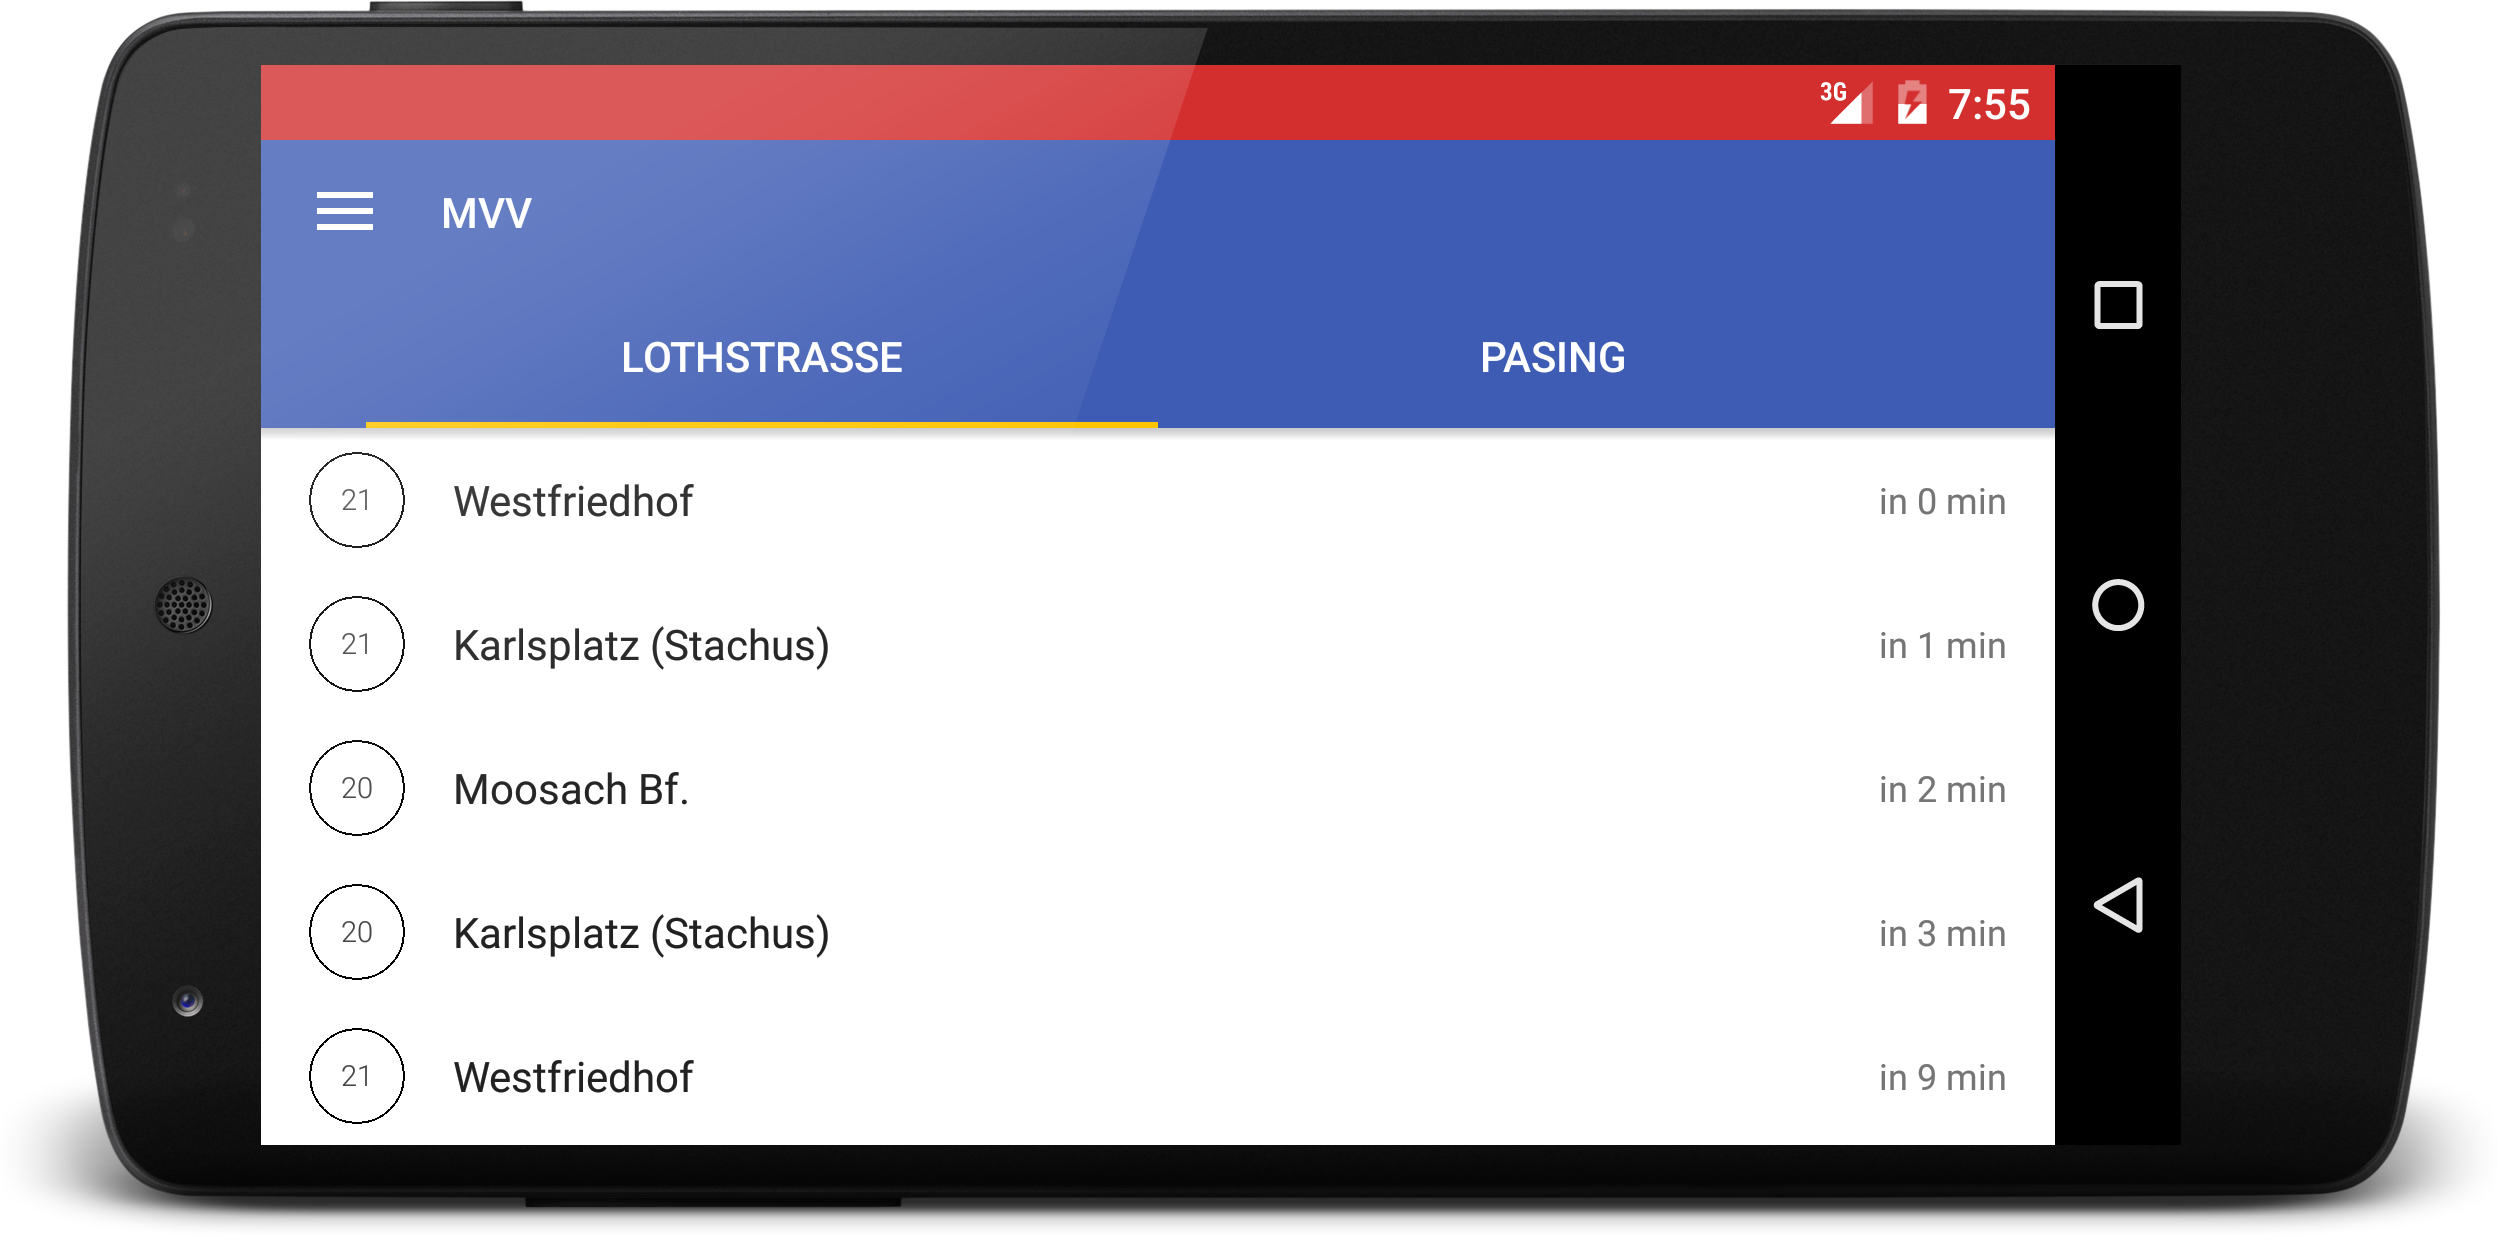 3G 7:55
MVV
LOTHSTRASSE PASING
21 Westfriedhof in 0 min
21 Karlsplatz (Stachus) in 1 min
20 Moosach Bf. in 2 min
20 Karlsplatz (Stachus) in 3 min
21 Westfriedhof in 9 min